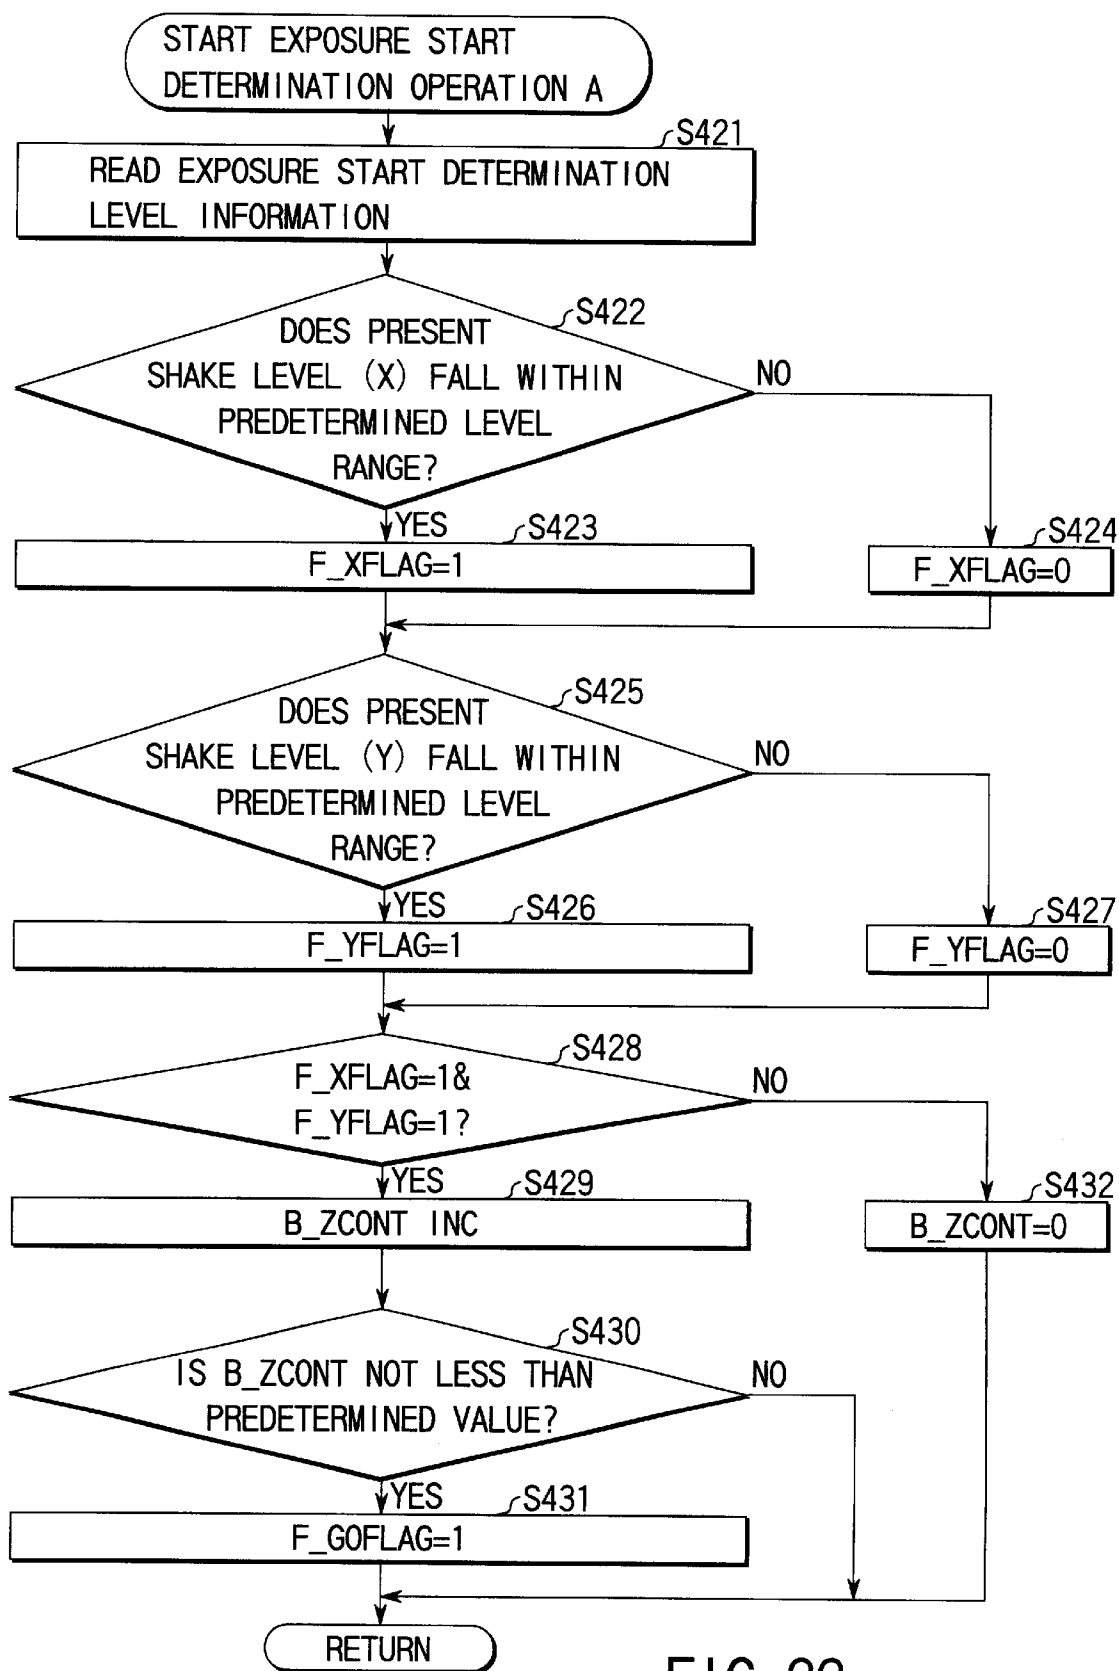 START EXPOSURE START
DETERMINATION OPERATION A
S421
READ EXPOSURE START DETERMINATION
LEVEL INFORMATION
S422
DOES PRESENT
SHAKE LEVEL (X) FALL WITHIN
PREDETERMINED LEVEL
RANGE?
NO
YES
S423
F_XFLAG=1
S424
F_XFLAG=0
S425
DOES PRESENT
SHAKE LEVEL (Y) FALL WITHIN
PREDETERMINED LEVEL
RANGE?
NO
YES
S426
F_YFLAG=1
S427
F_YFLAG=0
S428
F_XFLAG=1&
F_YFLAG=1?
NO
YES
S429
B_ZCONT INC
S432
B_ZCONT=0
S430
IS B_ZCONT NOT LESS THAN
PREDETERMINED VALUE?
NO
YES
S431
F_GOFLAG=1
RETURN